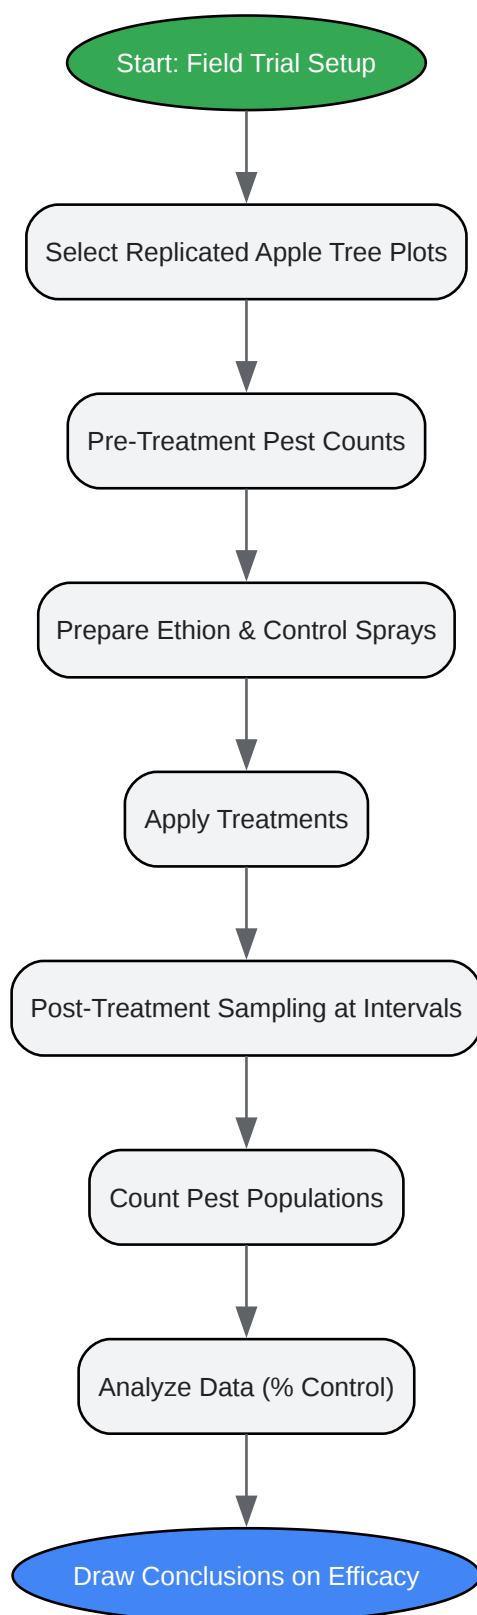 Start: Field Trial Setup
Select Replicated Apple Tree Plots
Pre-Treatment Pest Counts
Prepare Ethion & Control Sprays
Apply Treatments
Post-Treatment Sampling at Intervals
Count Pest Populations
Analyze Data (% Control)
Draw Conclusions on Efficacy